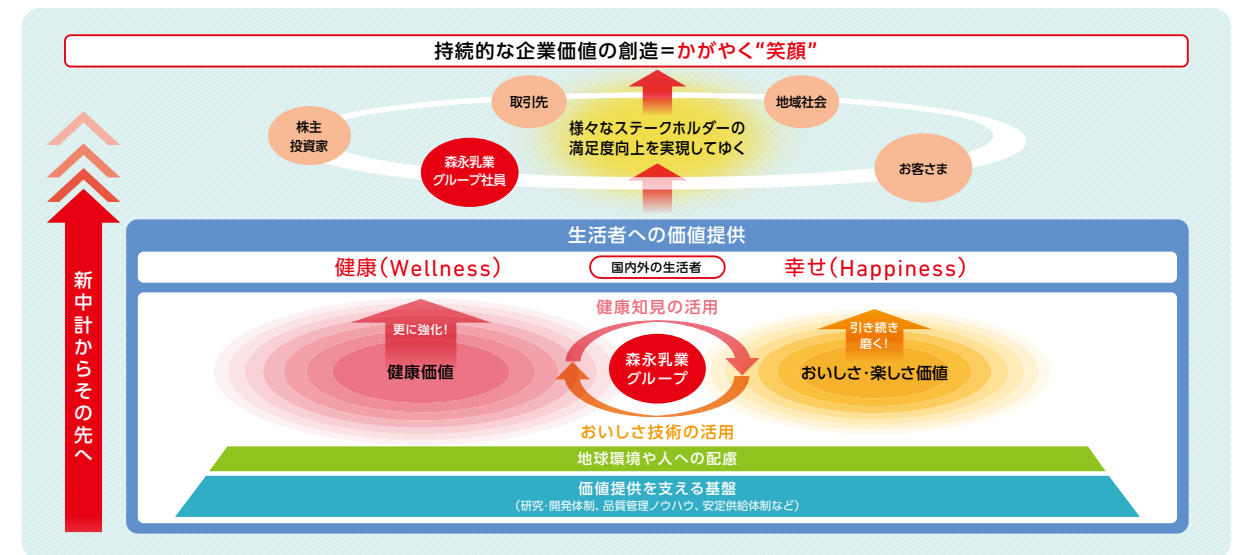 持続的な企業価値の創造=かがやく“笑顔”
取引先
地域社会
株主
投資家
様々なステークホルダーの
満足度向上を実現してゆく
森永乳業
グループ社員
お客さま
新中計からその先へ
生活者への価値提供
健康(Wellness)
国内外の生活者
幸せ(Happiness)
健康知見の活用
更に強化!
引き続き
磨く!
健康価値
森永乳業
グループ
おいしさ・楽しさ価値
おいしさ技術の活用
地球環境や人への配慮
価値提供を支える基盤
(研究・開発体制、品質管理ノウハウ、安定供給体制など)